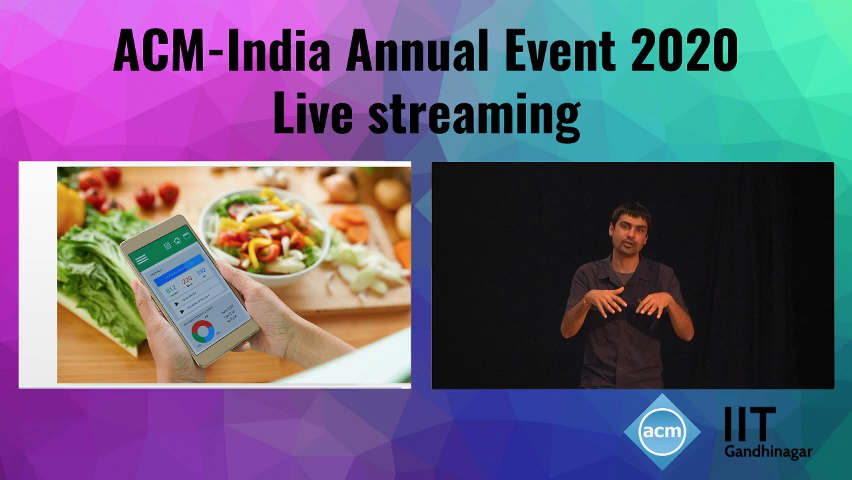 ACM-India Annual Event 2020
Live streaming
acm
IIT
Gandhinagar